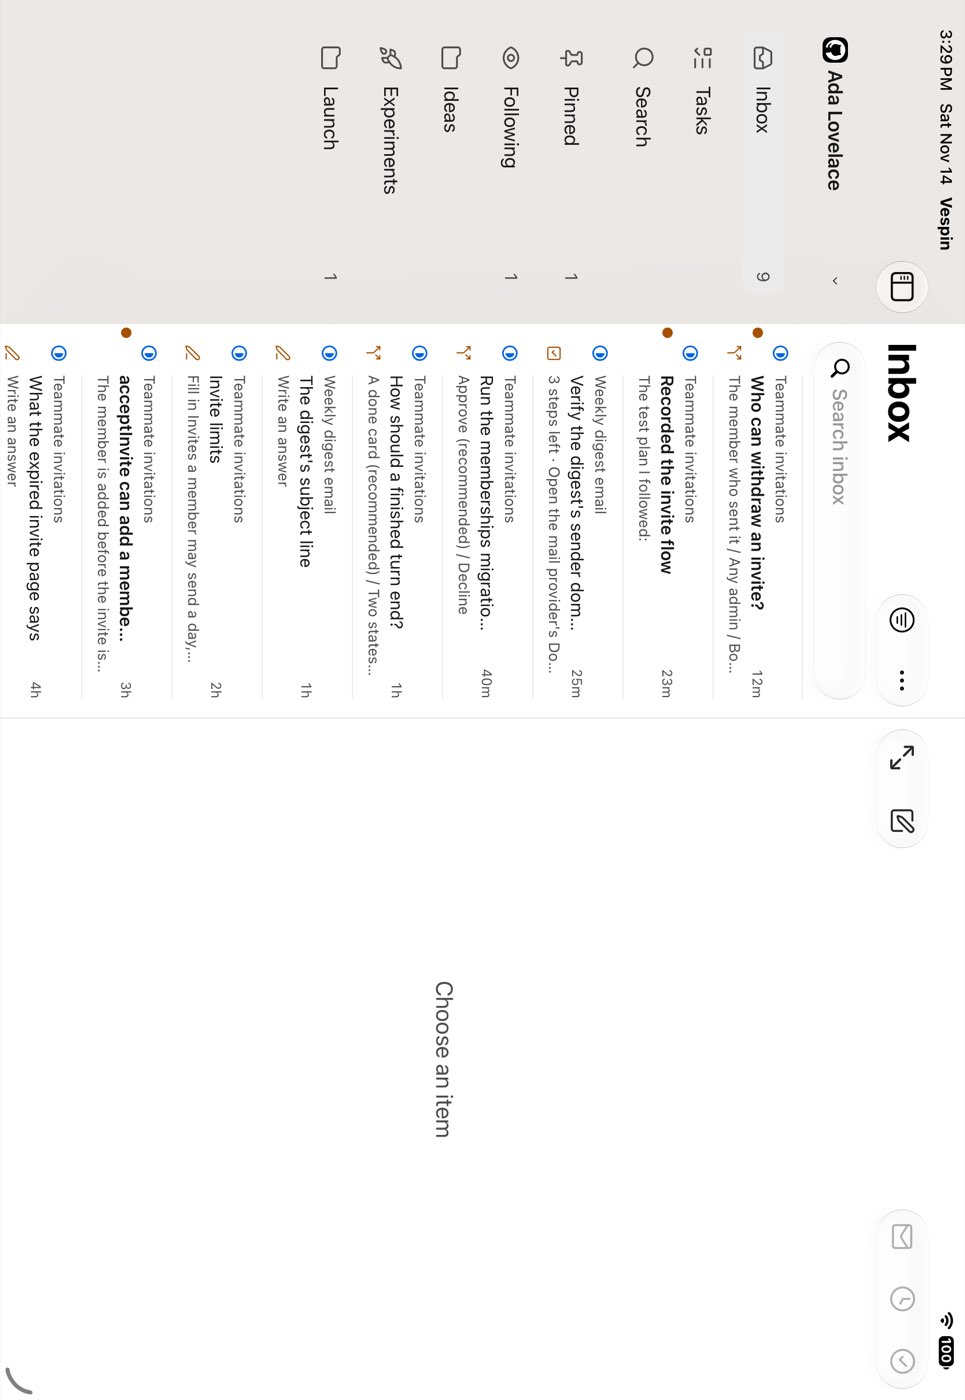 3:29 PM Sat Nov 14 Vespin
100
Ada Lovelace
Inbox 9
Tasks
Search
Pinned 1
Following 1
Ideas
Experiments
Launch 1
Inbox
Search inbox
Teammate invitations
Who can withdraw an invite? 12m
The member who sent it / Any admin / Bo...
Teammate invitations
Recorded the invite flow 23m
The test plan I followed:
Weekly digest email
Verify the digest's sender dom... 25m
3 steps left · Open the mail provider's Do...
Teammate invitations
Run the memberships migratio... 40m
Approve (recommended) / Decline
Teammate invitations
How should a finished turn end? 1h
A done card (recommended) / Two states...
Weekly digest email
The digest's subject line 1h
Write an answer
Teammate invitations
Invite limits 2h
Fill in Invites a member may send a day,...
Teammate invitations
acceptInvite can add a membe... 3h
The member is added before the invite is...
Teammate invitations
What the expired invite page says 4h
Write an answer
Choose an item